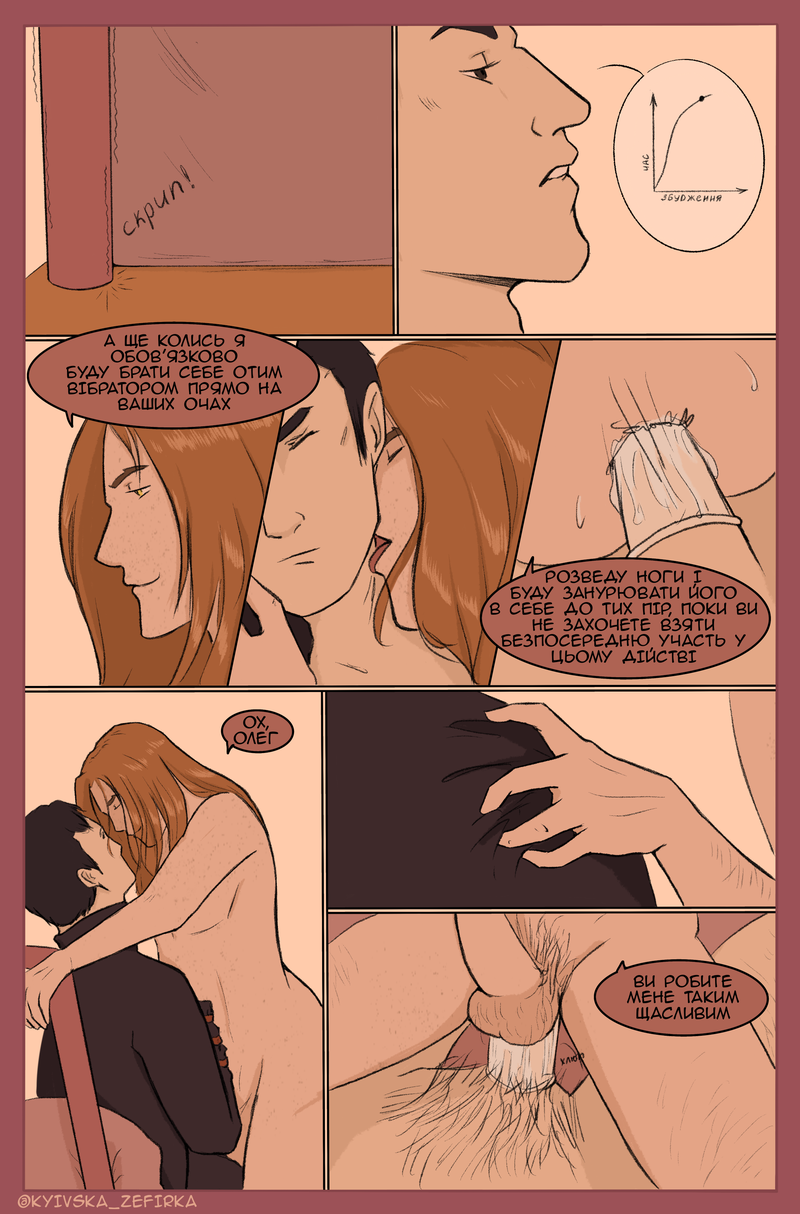 скрип!
ЧАС
ЗБУДЖЕННЯ
А ЩЕ КОЛИСЬ Я
ОБОВ'ЯЗКОВО
БУДУ БРАТИ СЕБЕ ОТИМ
ВІБРАТОРОМ ПРЯМО НА
ВАШИХ ОЧАХ
РОЗВЕДУ НОГИ І
БУДУ ЗАНУРЮВАТИ ЙОГО
В СЕБЕ ДО ТИХ ПІР, ПОКИ ВИ
НЕ ЗАХОЧЕТЕ ВЗЯТИ
БЕЗПОСЕРЕДНЮ УЧАСТЬ У
ЦЬОМУ ДІЙСТВІ
ОХ,
ОЛЕГ
ВИ РОБИТЕ
МЕНЕ ТАКИМ
ЩАСЛИВИМ
@KYIVSKA_ZEFIRKA